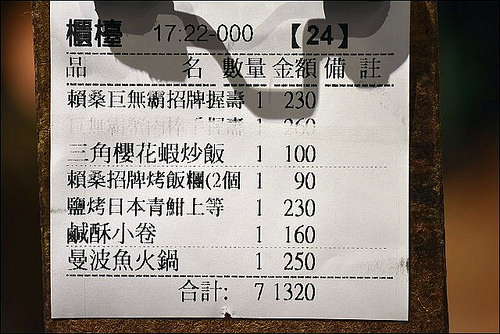 櫃檯 17:22-000 【24】
品 名 數量 金額 備 註
賴桑巨無霸招牌握壽 1 230
1 260
三角櫻花蝦炒飯 1 100
賴桑招牌烤飯糰(2個 1 90
鹽烤日本青魽上等 1 230
鹹酥小卷 1 160
曼波魚火鍋 1 250
合計: 7 1320